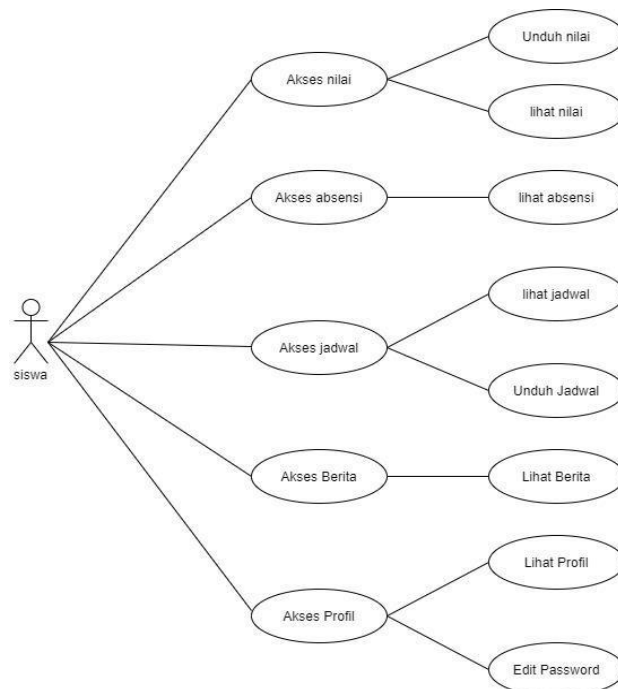 Unduh nilai
Akses nilai
lihat nilai
Akses absensi
lihat absensi
lihat jadwal
Akses jadwal
siswa
Unduh Jadwal
Akses Berita
Lihat Berita
Lihat Profil
Akses Profil
Edit Password